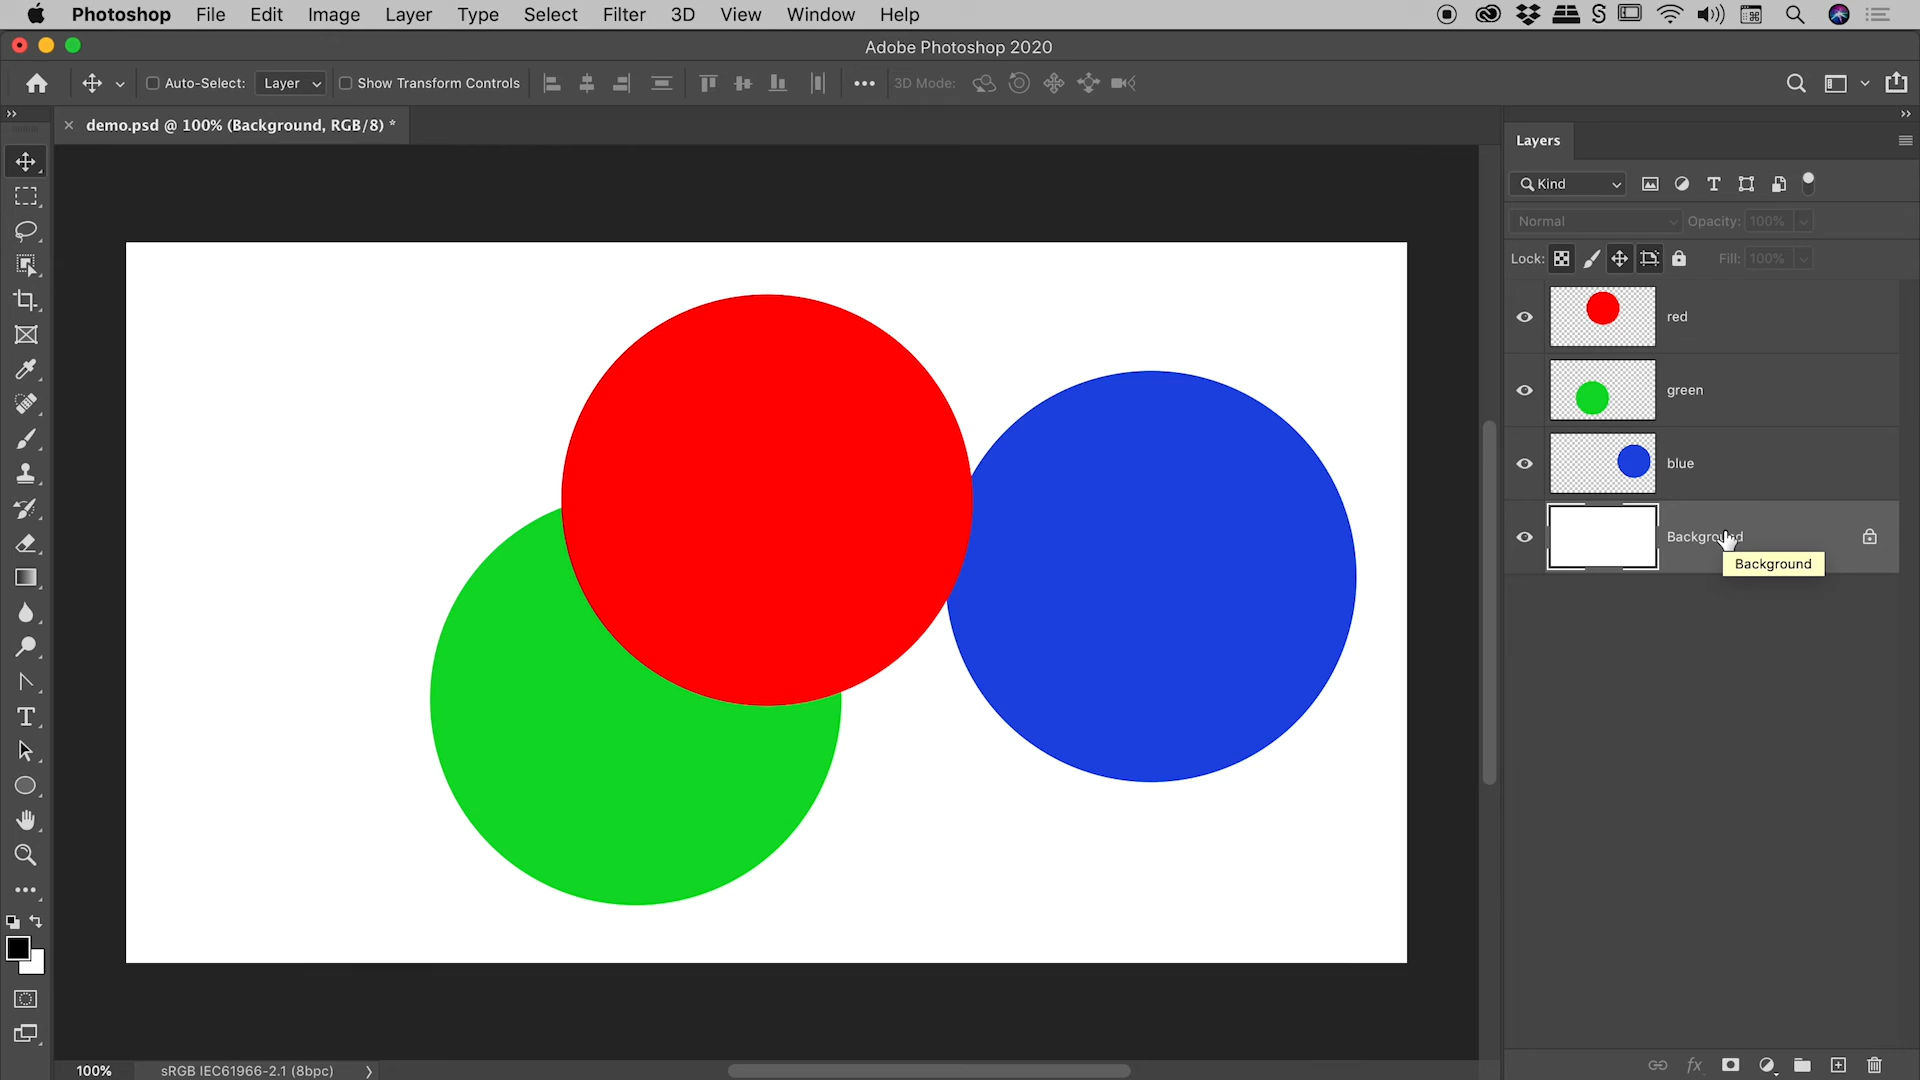 Photoshop File Edit Image Layer Type Select Filter 3D View Window Help
Adobe Photoshop 2020
Auto-Select: Layer Show Transform Controls 3D Mode:
demo.psd @ 100% (Background, RGB/8) *
Layers
Kind
Normal Opacity: 100%
Lock: Fill: 100%
red
green
blue
Background
Background
100% sRGB IEC61966-2.1 (8bpc)